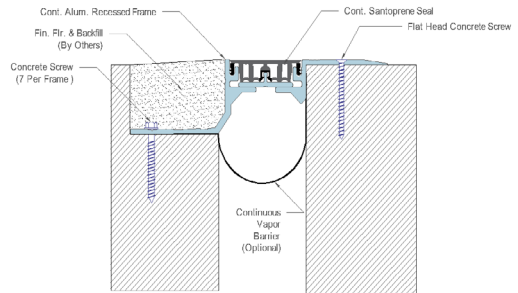 Cont. Alum. Recessed Frame
Cont. Santoprene Seal
Flat Head Concrete Screw
Fin. Flr. & Backfill
(By Others)
Concrete Screw
(7 Per Frame )
Continuous
Vapor
Barrier
(Optional)